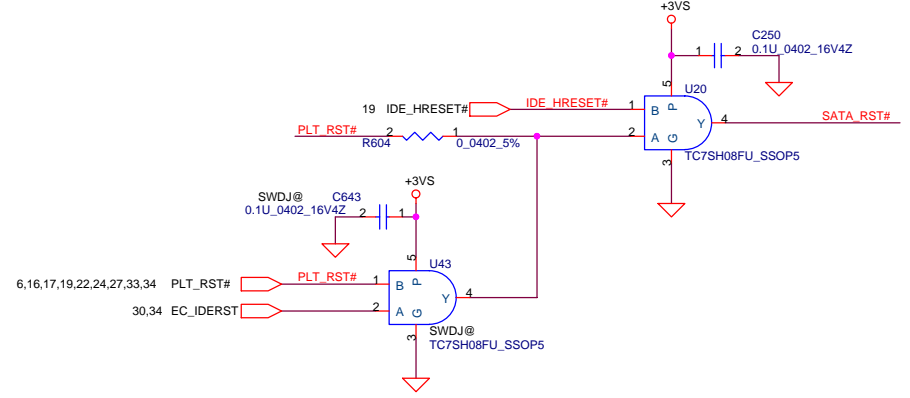 +3VS
C250
1 2
0.1U_0402_16V4Z
5
U20
19 IDE_HRESET# IDE_HRESET# 1 B P
Y 4 SATA_RST#
PLT_RST# 2 1 2 A G
R604 0_0402_5%
TC7SH08FU_SSOP5
3
+3VS
SWDJ@ C643
0.1U_0402_16V4Z 2 1
5
U43
6,16,17,19,22,24,27,33,34 PLT_RST# PLT_RST# 1 B P
Y 4
30,34 EC_IDERST 2 A G
SWDJ@
3
TC7SH08FU_SSOP5